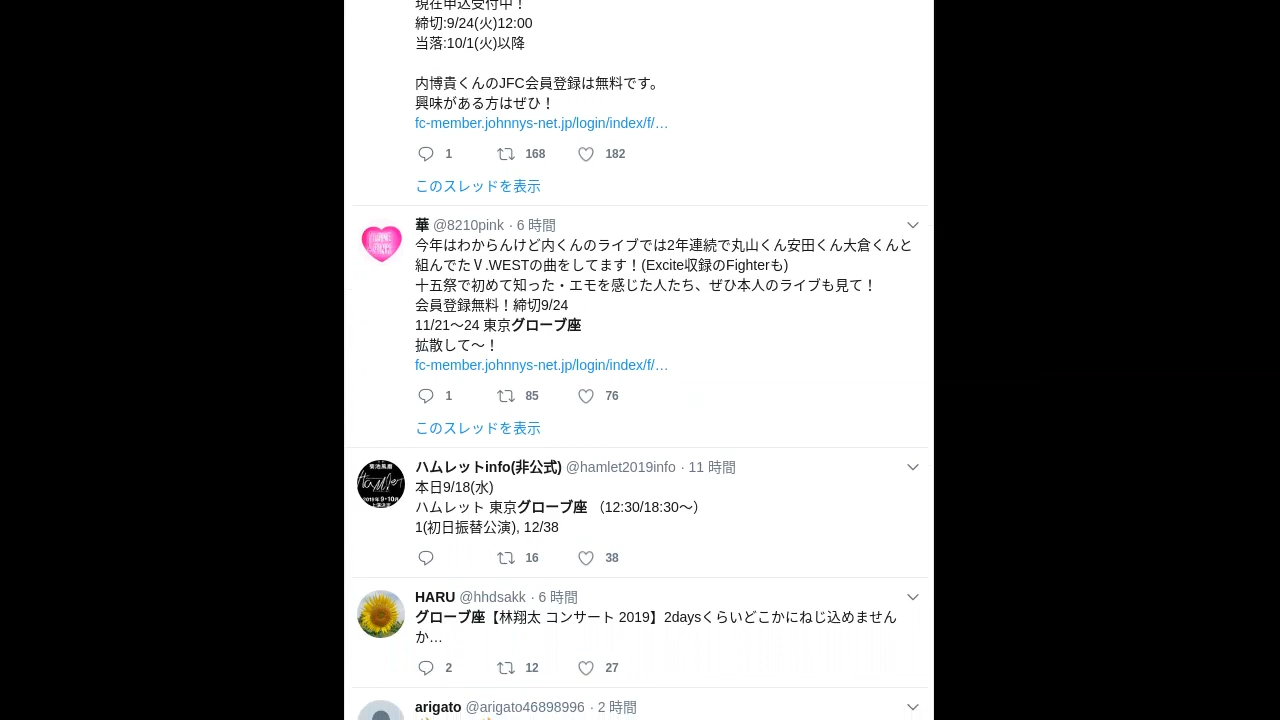 現在申込受付中！
締切:9/24(火)12:00
当落:10/1(火)以降
内博貴くんのJFC会員登録は無料です。
興味がある方はぜひ！
fc-member.johnnys-net.jp/login/index/f/…
1 168 182
このスレッドを表示
華 @8210pink · 6 時間
今年はわからんけど内くんのライブでは2年連続で丸山くん安田くん大倉くんと
組んでたⅤ.WESTの曲をしてます！(Excite収録のFighterも)
十五祭で初めて知った・エモを感じた人たち、ぜひ本人のライブも見て！
会員登録無料！締切9/24
11/21〜24 東京グローブ座
拡散して〜！
fc-member.johnnys-net.jp/login/index/f/…
1 85 76
このスレッドを表示
ハムレットinfo(非公式) @hamlet2019info · 11 時間
本日9/18(水)
ハムレット 東京グローブ座 （12:30/18:30〜）
1(初日振替公演), 12/38
16 38
HARU @hhdsakk · 6 時間
グローブ座【林翔太 コンサート 2019】2daysくらいどこかにねじ込めません
か…
2 12 27
arigato @arigato46898996 · 2 時間